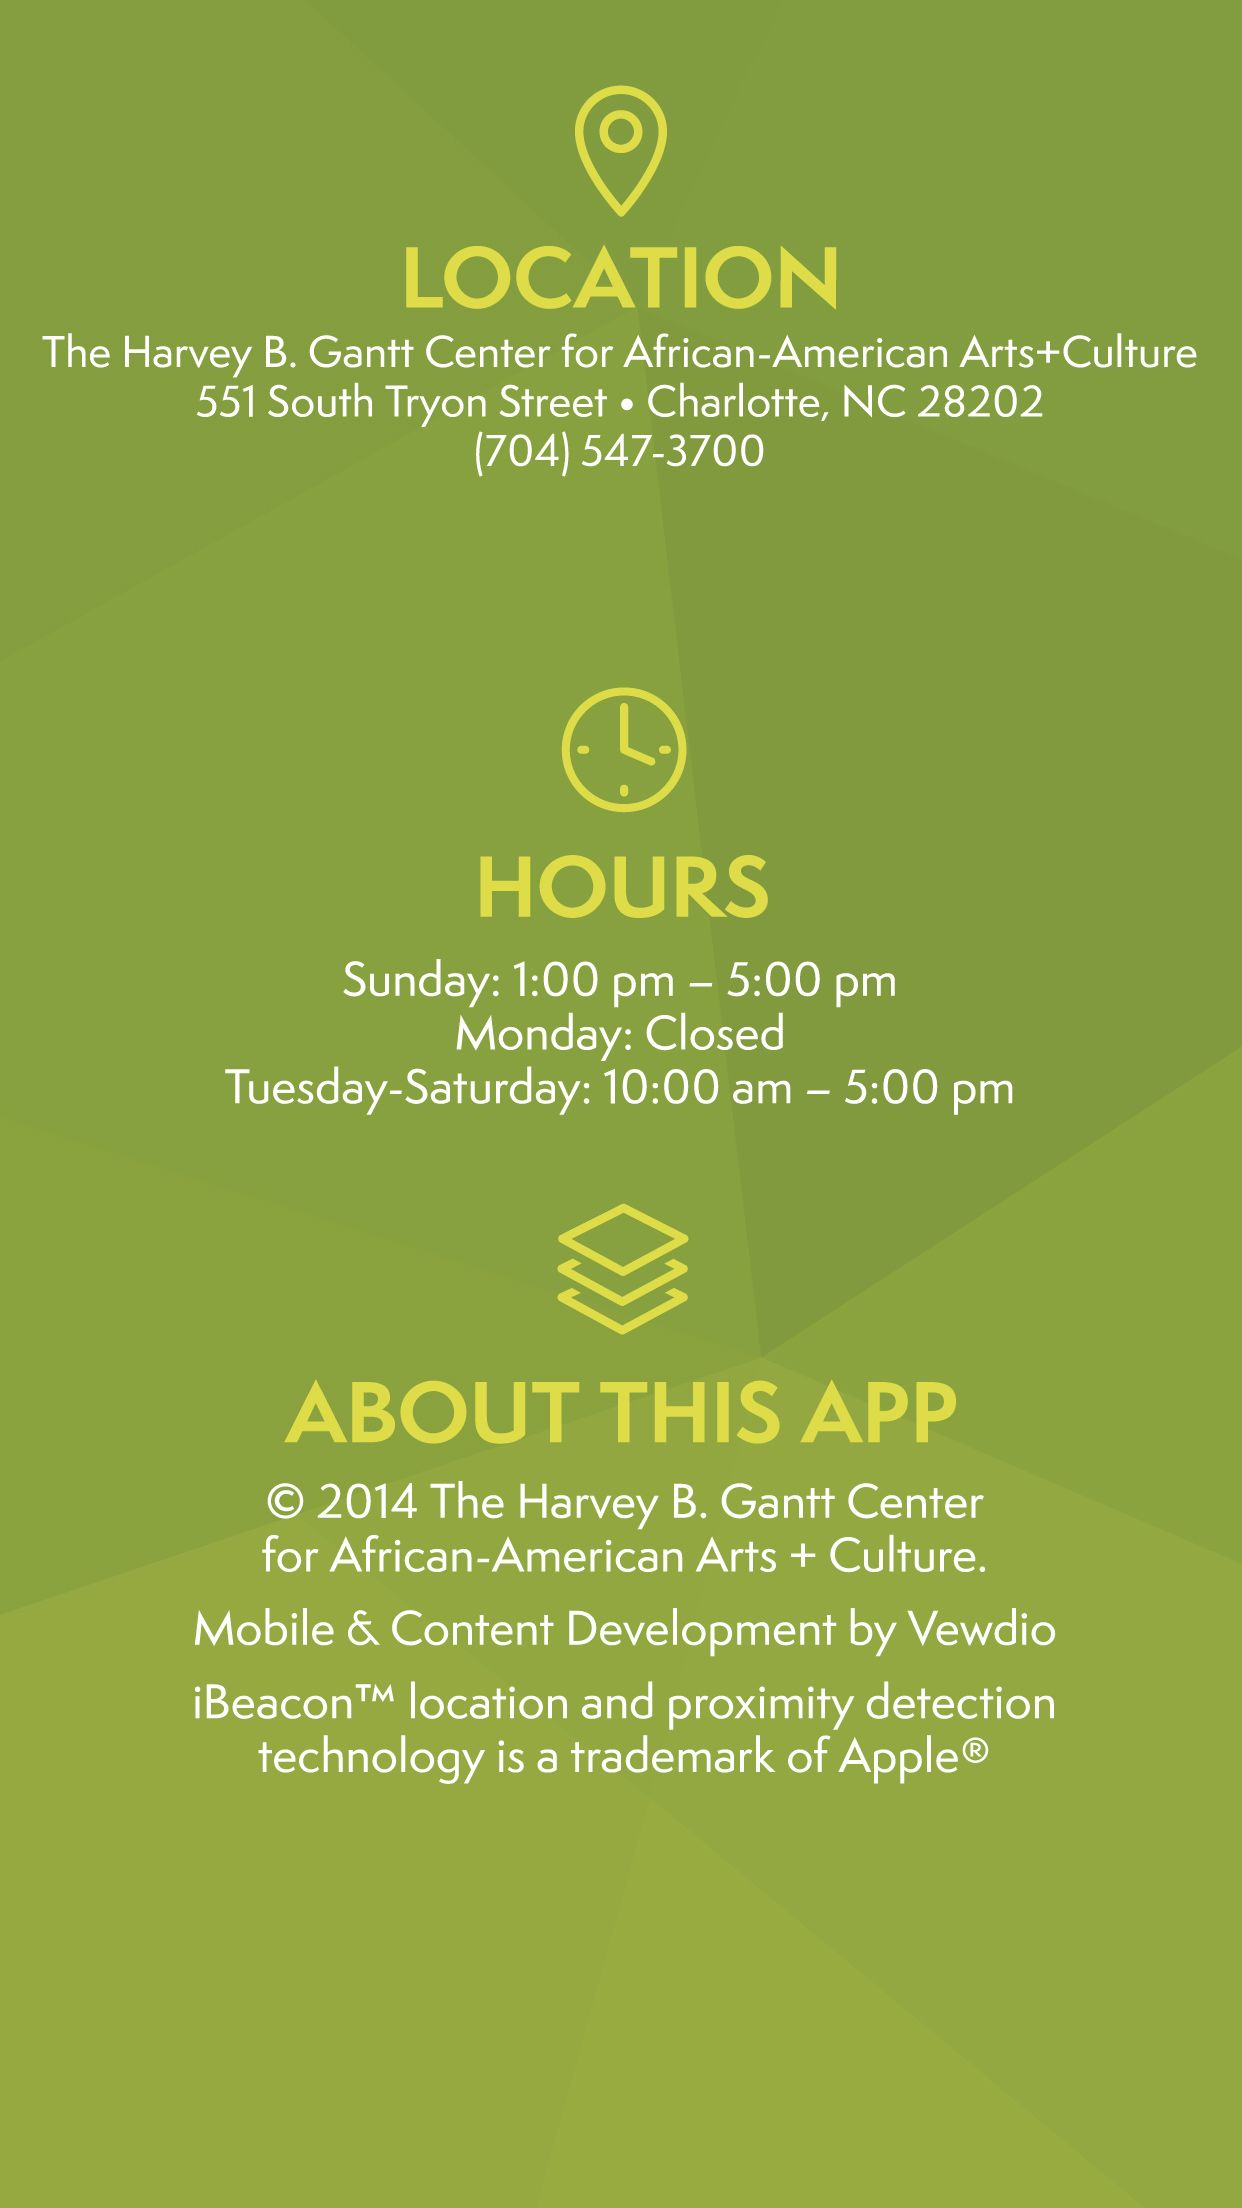 LOCATION
The Harvey B. Gantt Center for African-American Arts+Culture
551 South Tryon Street • Charlotte, NC 28202
(704) 547-3700
HOURS
Sunday: 1:00 pm – 5:00 pm
Monday: Closed
Tuesday-Saturday: 10:00 am – 5:00 pm
ABOUT THIS APP
© 2014 The Harvey B. Gantt Center
for African-American Arts + Culture.
Mobile & Content Development by Vewdio
iBeacon™ location and proximity detection
technology is a trademark of Apple®